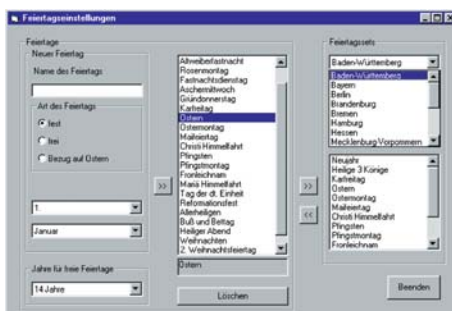 Feiertagseinstellungen
Feiertage
Neuer Feiertag
Name des Feiertags
Art des Feiertags
fest
frei
Bezug auf Ostern
1.
Januar
Jahre für freie Feiertage
14 Jahre
>>
Altweiberfastnacht
Rosenmontag
Fastnachtsdienstag
Aschermittwoch
Gründonnerstag
Karfreitag
Ostern
Ostermontag
Maifeiertag
Christi Himmelfahrt
Pfingsten
Pfingstmontag
Fronleichnam
Mariä Himmelfahrt
Tag der dt. Einheit
Reformationsfest
Allerheiligen
Buß und Bettag
Heiliger Abend
Weihnachten
2. Weihnachtsfeiertag
Ostern
Löschen
>>
<<
Feiertagssets
Baden-Württemberg
Baden-Württemberg
Bayern
Berlin
Brandenburg
Bremen
Hamburg
Hessen
Mecklenburg Vorpommern
Neujahr
Heilige 3 Könige
Karfreitag
Ostern
Ostermontag
Maifeiertag
Christi Himmelfahrt
Pfingsten
Pfingstmontag
Fronleichnam
Beenden